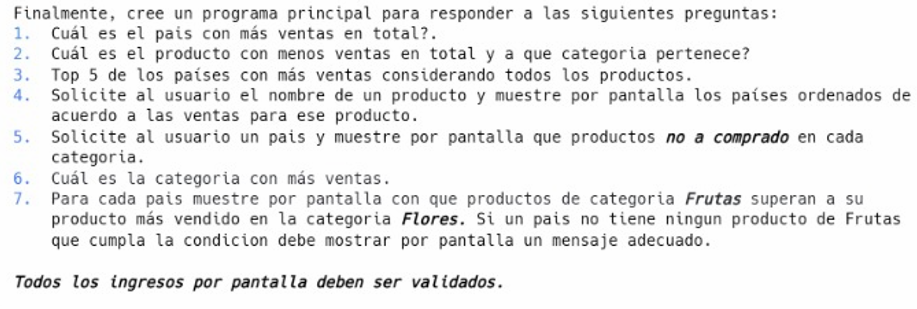 Finalmente, cree un programa principal para responder a las siguientes preguntas:
1. Cuál es el pais con más ventas en total?.
2. Cuál es el producto con menos ventas en total y a que categoria pertenece?
3. Top 5 de los países con más ventas considerando todos los productos.
4. Solicite al usuario el nombre de un producto y muestre por pantalla los países ordenados de
acuerdo a las ventas para ese producto.
5. Solicite al usuario un pais y muestre por pantalla que productos no a comprado en cada
categoria.
6. Cuál es la categoria con más ventas.
7. Para cada pais muestre por pantalla con que productos de categoria Frutas superan a su
producto más vendido en la categoria Flores. Si un pais no tiene ningun producto de Frutas
que cumpla la condicion debe mostrar por pantalla un mensaje adecuado.
Todos los ingresos por pantalla deben ser validados.